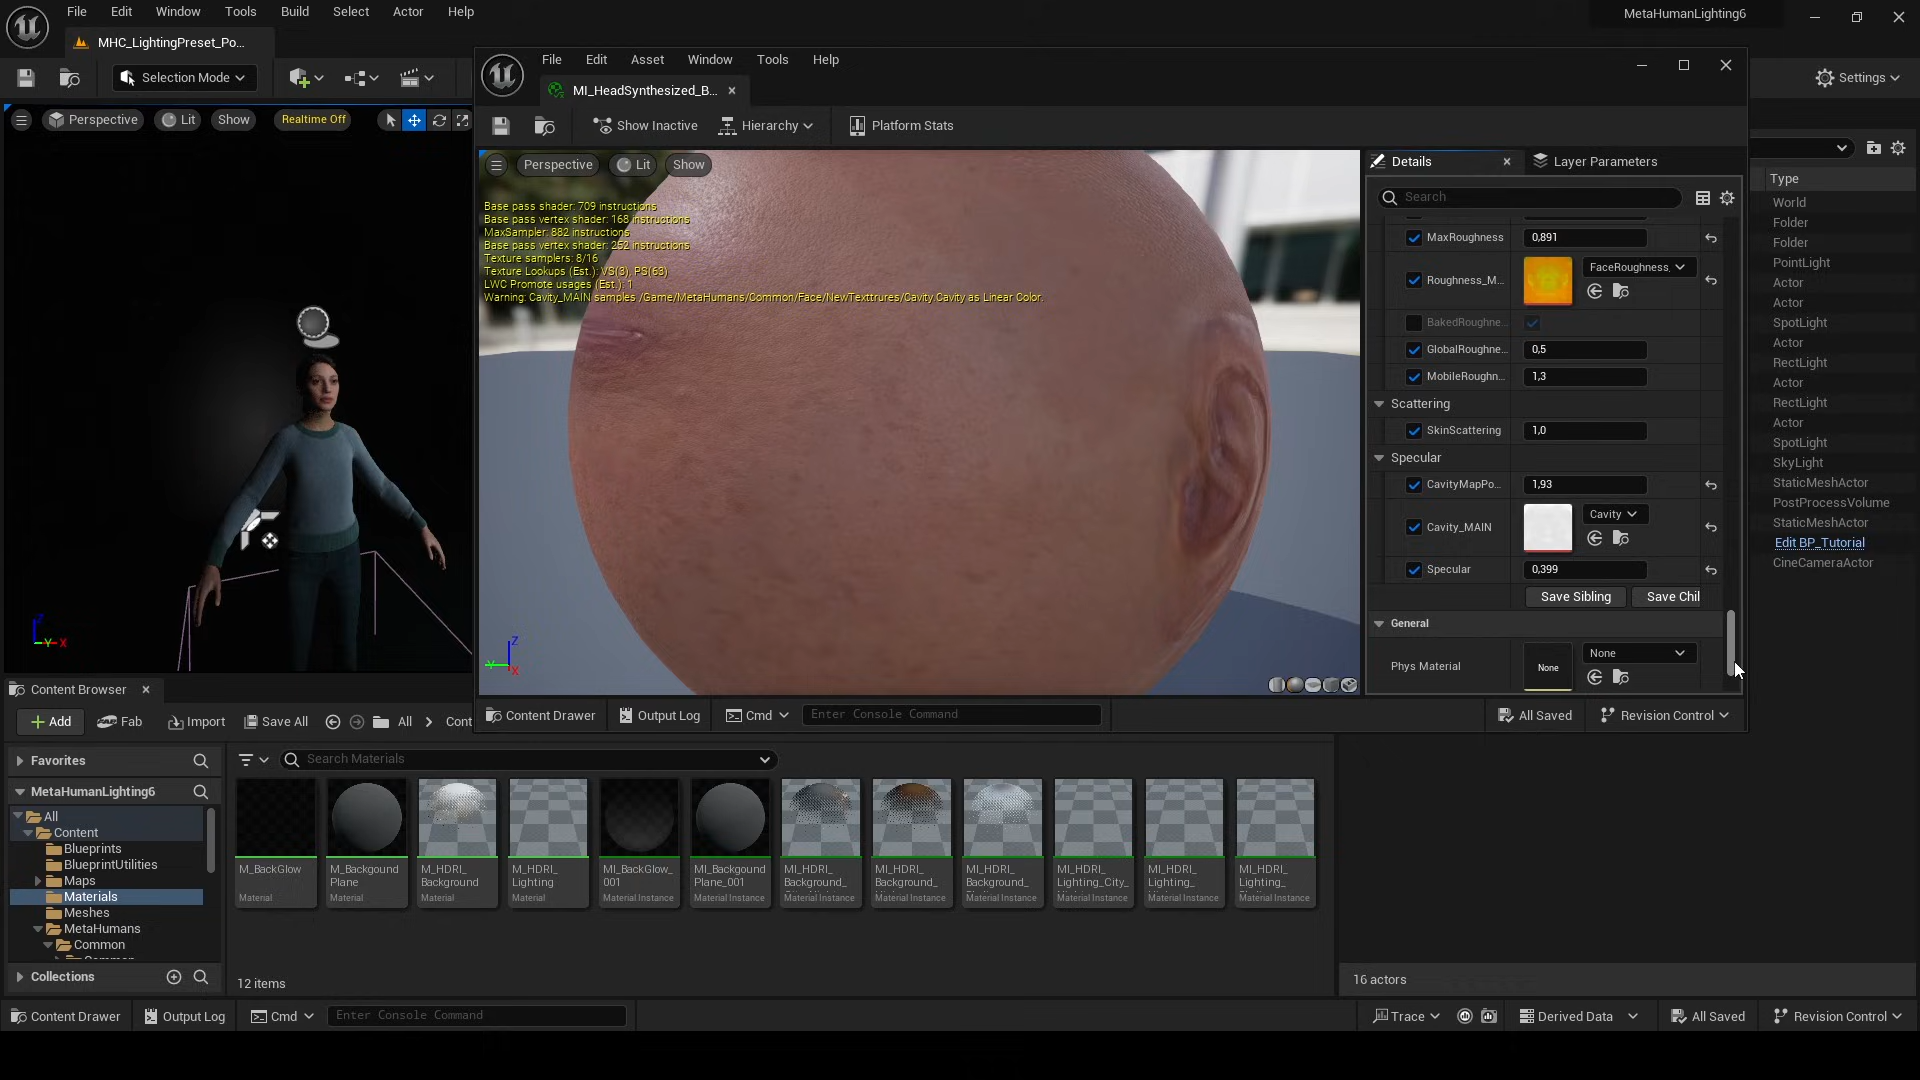 File Edit Window Tools Build Select Actor Help
MetaHumanLighting6
MHC_LightingPreset_Po...
Selection Mode
Settings
File Edit Asset Window Tools Help
MI_HeadSynthesized_B...
Show Inactive Hierarchy Platform Stats
Perspective Lit Show Realtime Off
Perspective Lit Show
Base pass shader: 709 instructions
Base pass vertex shader: 168 instructions
MaxSampler: 882 instructions
Base pass vertex shader: 252 instructions
Texture samplers: 8/16
Texture Lookups (Est.): VS(3), PS(63)
LWC Promote usages (Est.): 1
Warning: Cavity_MAIN samples /Game/MetaHumans/Common/Face/NewTexttrures/Cavity.Cavity as Linear Color.
Details Layer Parameters
Search
MaxRoughness 0,891
Roughness_M... FaceRoughness_
BakedRoughne...
GlobalRoughne... 0,5
MobileRoughn... 1,3
Scattering
SkinScattering 1,0
Specular
CavityMapPo... 1,93
Cavity_MAIN Cavity
Specular 0,399
Save Sibling Save Chil
General
Phys Material None None
Type
World
Folder
Folder
PointLight
Actor
Actor
SpotLight
Actor
RectLight
Actor
RectLight
Actor
SpotLight
SkyLight
StaticMeshActor
PostProcessVolume
StaticMeshActor
Edit BP_Tutorial
CineCameraActor
Z
Y X
Z
Y X
Content Drawer Output Log Cmd Enter Console Command All Saved Revision Control
Content Browser
Add Fab Import Save All All Cont
Favorites
Search Materials
MetaHumanLighting6
All
Content
Blueprints
BlueprintUtilities
Maps
Materials
Meshes
MetaHumans
Common
Collections
M_BackGlow
Material
M_Backgound
Plane
Material
M_HDRI_
Background
Material
M_HDRI_
Lighting
Material
MI_BackGlow_
001
Material Instance
MI_Backgound
Plane_001
Material Instance
MI_HDRI_
Background_
Material Instance
MI_HDRI_
Background_
Material Instance
MI_HDRI_
Background_
Material Instance
MI_HDRI_
Lighting_City_
Material Instance
MI_HDRI_
Lighting_
Material Instance
MI_HDRI_
Lighting_
Material Instance
12 items
16 actors
Content Drawer Output Log Cmd Enter Console Command Trace Derived Data All Saved Revision Control